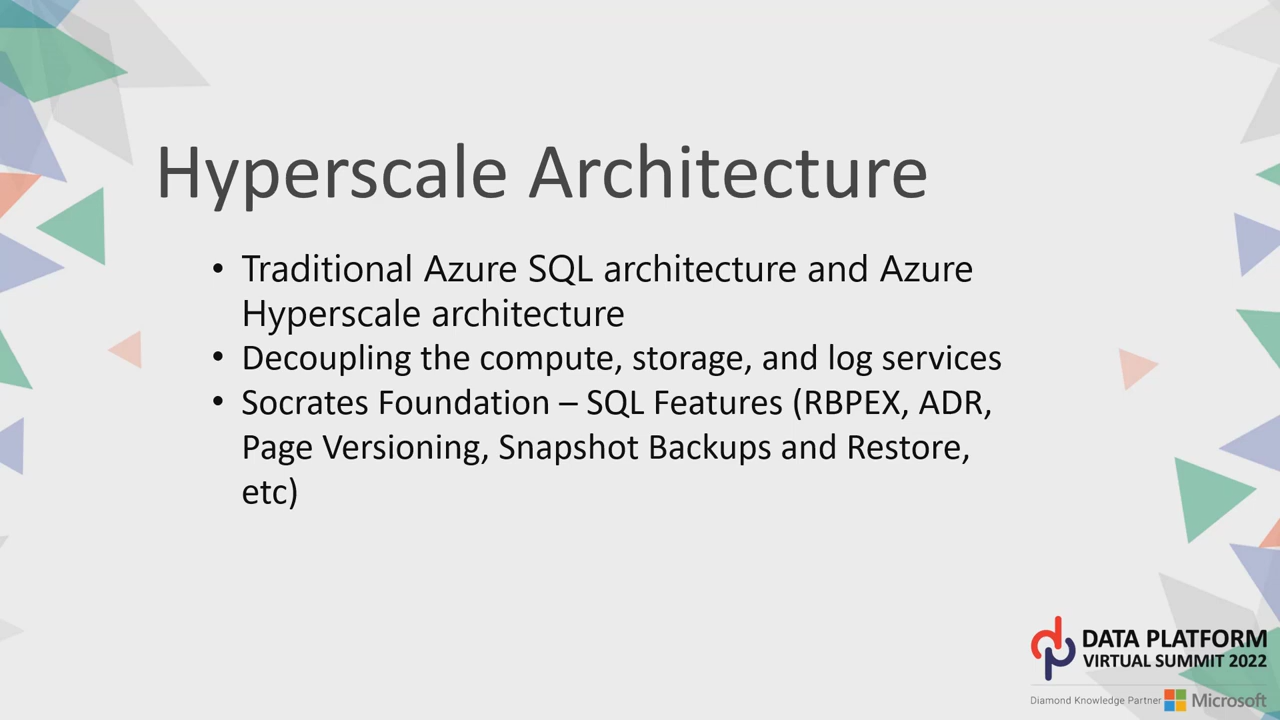 Hyperscale Architecture
• Traditional Azure SQL architecture and Azure
Hyperscale architecture
• Decoupling the compute, storage, and log services
• Socrates Foundation – SQL Features (RBPEX, ADR,
Page Versioning, Snapshot Backups and Restore,
etc)
DATA PLATFORM
VIRTUAL SUMMIT 2022
Diamond Knowledge Partner Microsoft